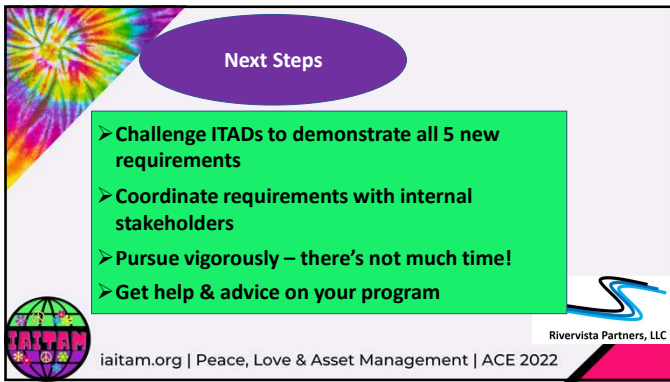 Next Steps
➢Challenge ITADs to demonstrate all 5 new
requirements
➢Coordinate requirements with internal
stakeholders
➢Pursue vigorously – there's not much time!
➢Get help & advice on your program
Rivervista Partners, LLC
IAITAM
iaitam.org | Peace, Love & Asset Management | ACE 2022